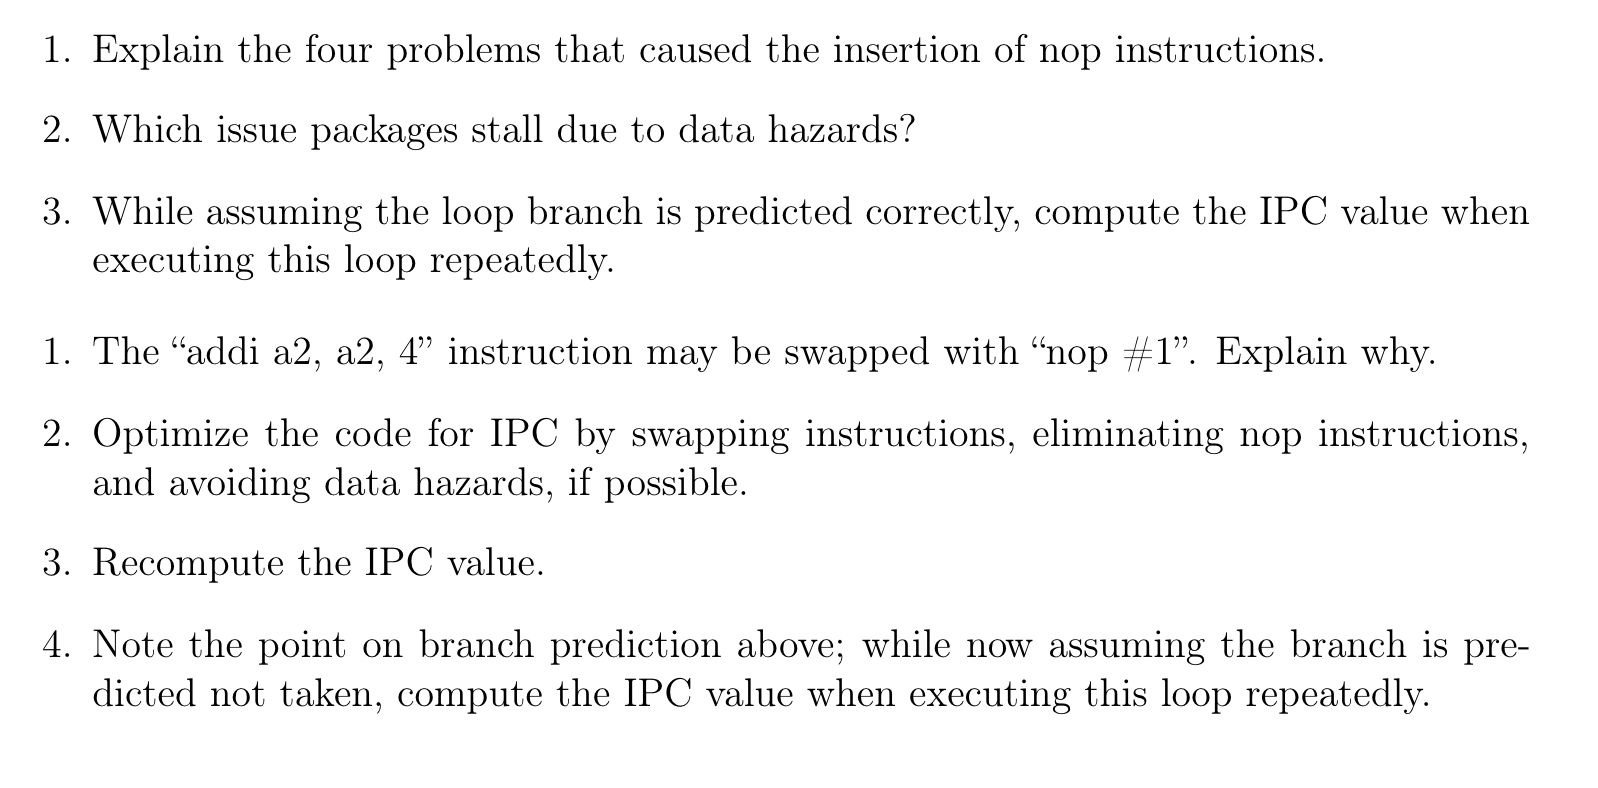 1. Explain the four problems that caused the insertion of nop instructions.
2. Which issue packages stall due to data hazards?
3. While assuming the loop branch is predicted correctly, compute the IPC value when
executing this loop repeatedly.
1. The “addi a2, a2, 4” instruction may be swapped with “nop #1”. Explain why.
2. Optimize the code for IPC by swapping instructions, eliminating nop instructions,
and avoiding data hazards, if possible.
3. Recompute the IPC value.
4. Note the point on branch prediction above; while now assuming the branch is pre-
dicted not taken, compute the IPC value when executing this loop repeatedly.